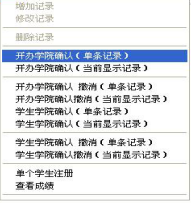 增加记录
修改记录
删除记录
开办学院确认(单条记录)
开办学院确认(当前显示记录)
开办学院确认 撤消(单条记录)
开办学院确认撤消(当前显示记录)
学生学院确认(单条记录)
学生学院确认(当前显示记录)
学生学院确认 撤消(单条记录)
学生学院确认撤消(当前显示记录)
单个学生注册
查看成绩